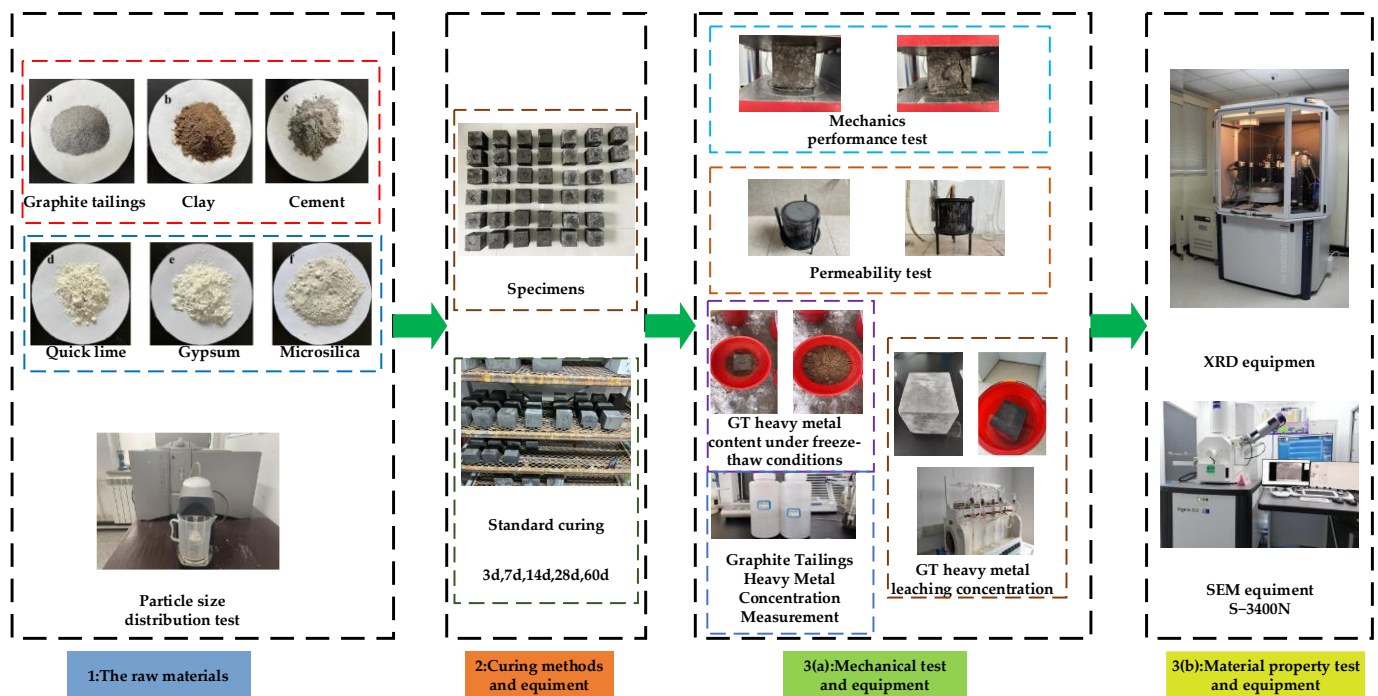 a
b
c
Graphite tailings
Clay
Cement
d
e
f
Quick lime
Gypsum
Microsilica
Particle size
distribution test
1:The raw materials
Specimens
Standard curing
3d,7d,14d,28d,60d
2:Curing methods
and equiment
Mechanics
performance test
Permeability test
GT heavy metal
content under freeze-
thaw conditions
Graphite Tailings
Heavy Metal
Concentration
Measurement
GT heavy metal
leaching concentration
3(a):Mechanical test
and equipment
D8 DISCOVER
XRD equipmen
SEM equiment
S−3400N
3(b):Material property test
and equipment